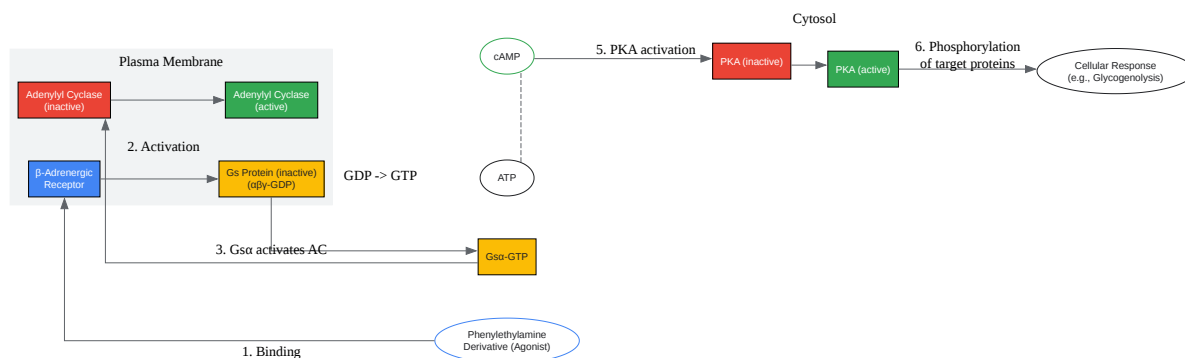 Cytosol
cAMP
5. PKA activation
PKA (inactive)
PKA (active)
6. Phosphorylation
of target proteins
Cellular Response
(e.g., Glycogenolysis)
Plasma Membrane
Adenylyl Cyclase
(inactive)
Adenylyl Cyclase
(active)
2. Activation
β-Adrenergic
Receptor
Gs Protein (inactive)
(αβγ-GDP)
GDP -> GTP
ATP
3. Gsα activates AC
Gsα-GTP
Phenylethylamine
Derivative (Agonist)
1. Binding